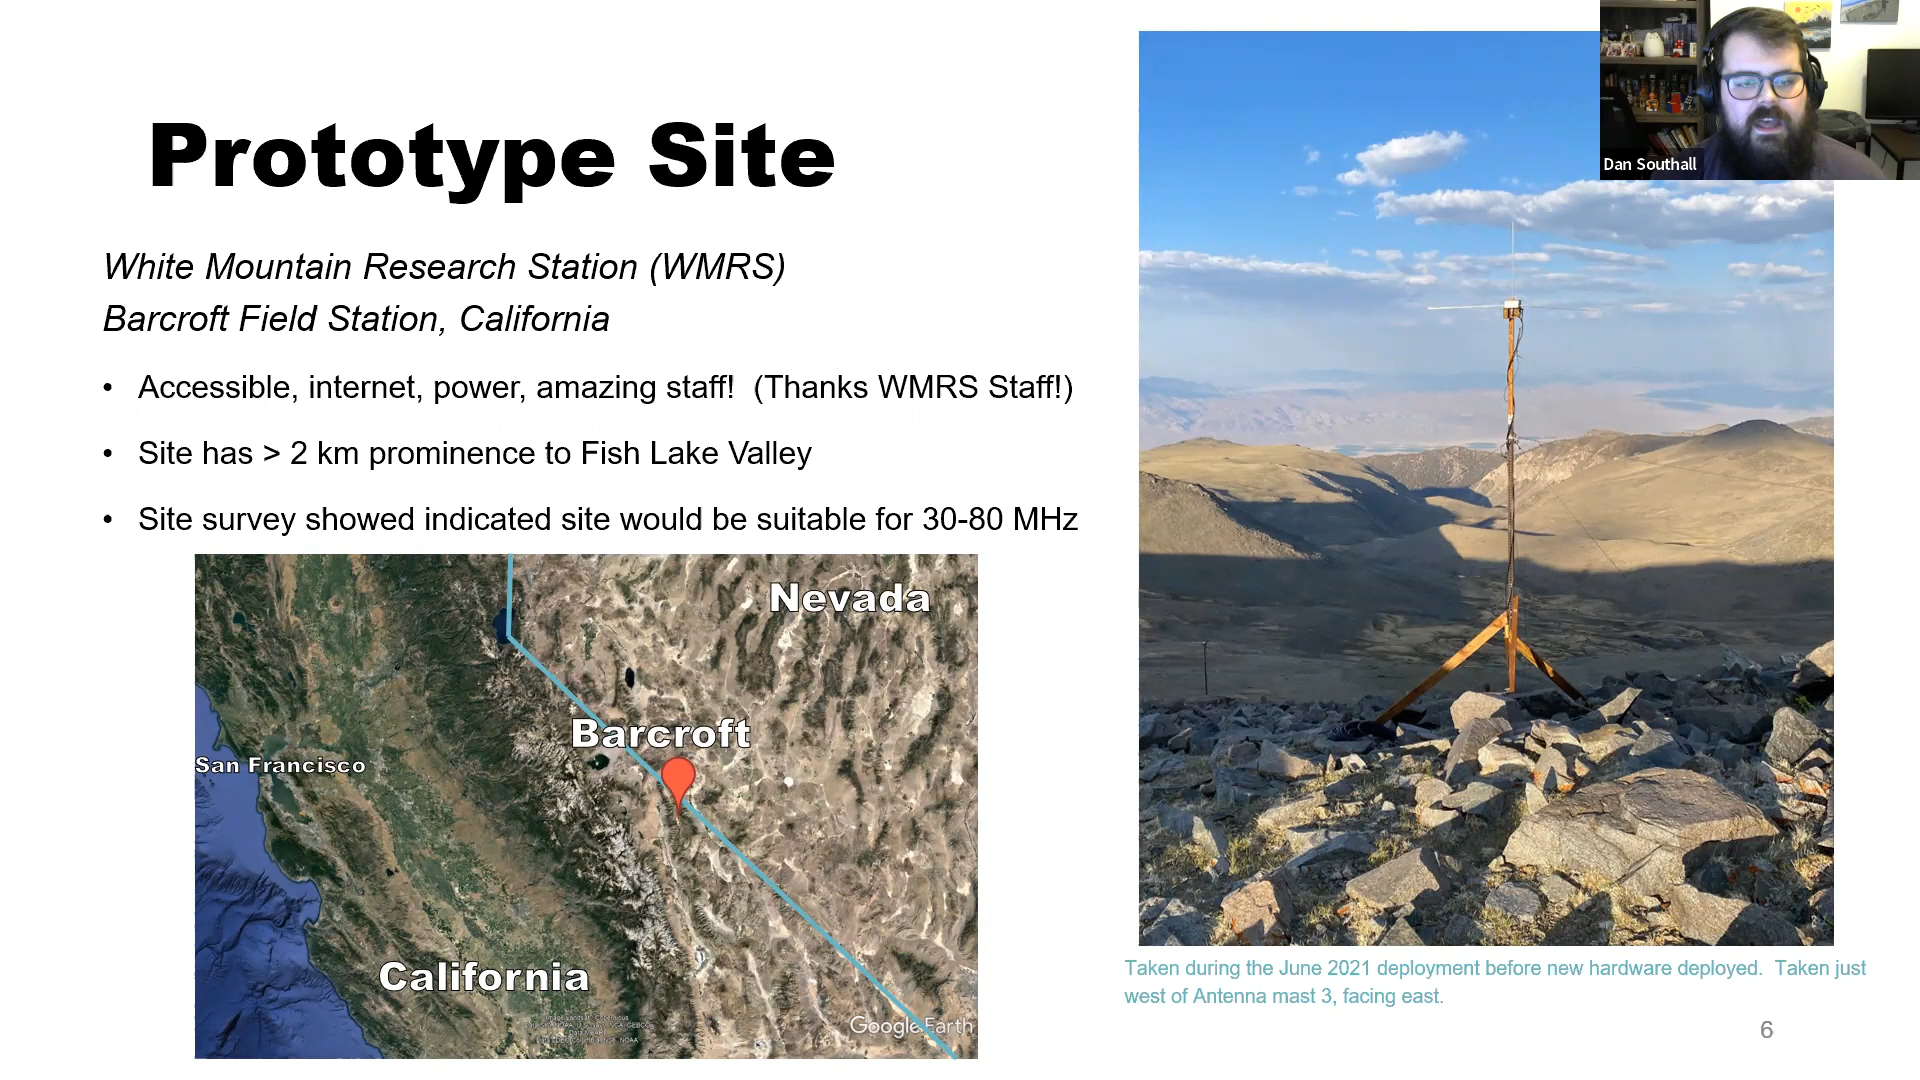 Dan Southall
Prototype Site
White Mountain Research Station (WMRS)
Barcroft Field Station, California
• Accessible, internet, power, amazing staff!  (Thanks WMRS Staff!)
• Site has > 2 km prominence to Fish Lake Valley
• Site survey showed indicated site would be suitable for 30-80 MHz
Nevada
Barcroft
San Francisco
California
Google Earth
Taken during the June 2021 deployment before new hardware deployed.  Taken just
west of Antenna mast 3, facing east.
6